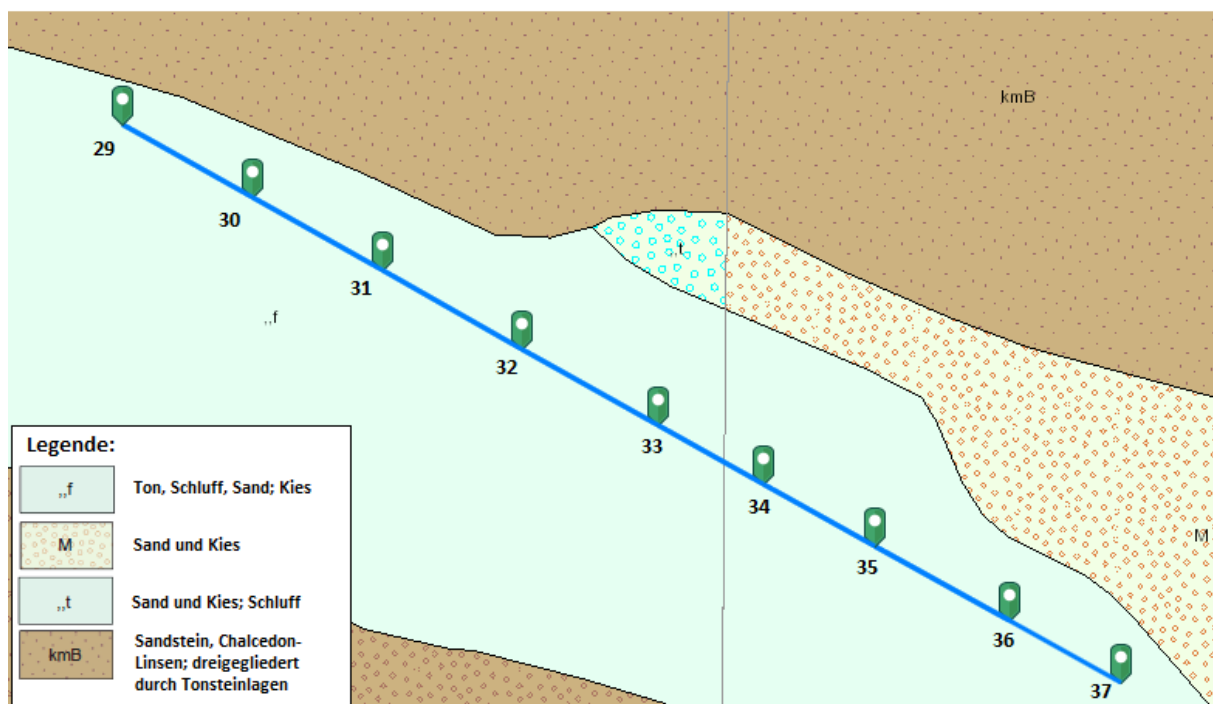 kmB
29
30
,,t
31
,,f
32
33
34
35
M
36
37
Legende:
,,f Ton, Schluff, Sand; Kies
M Sand und Kies
,,t Sand und Kies; Schluff
kmB Sandstein, Chalcedon-
Linsen; dreigegliedert
durch Tonsteinlagen